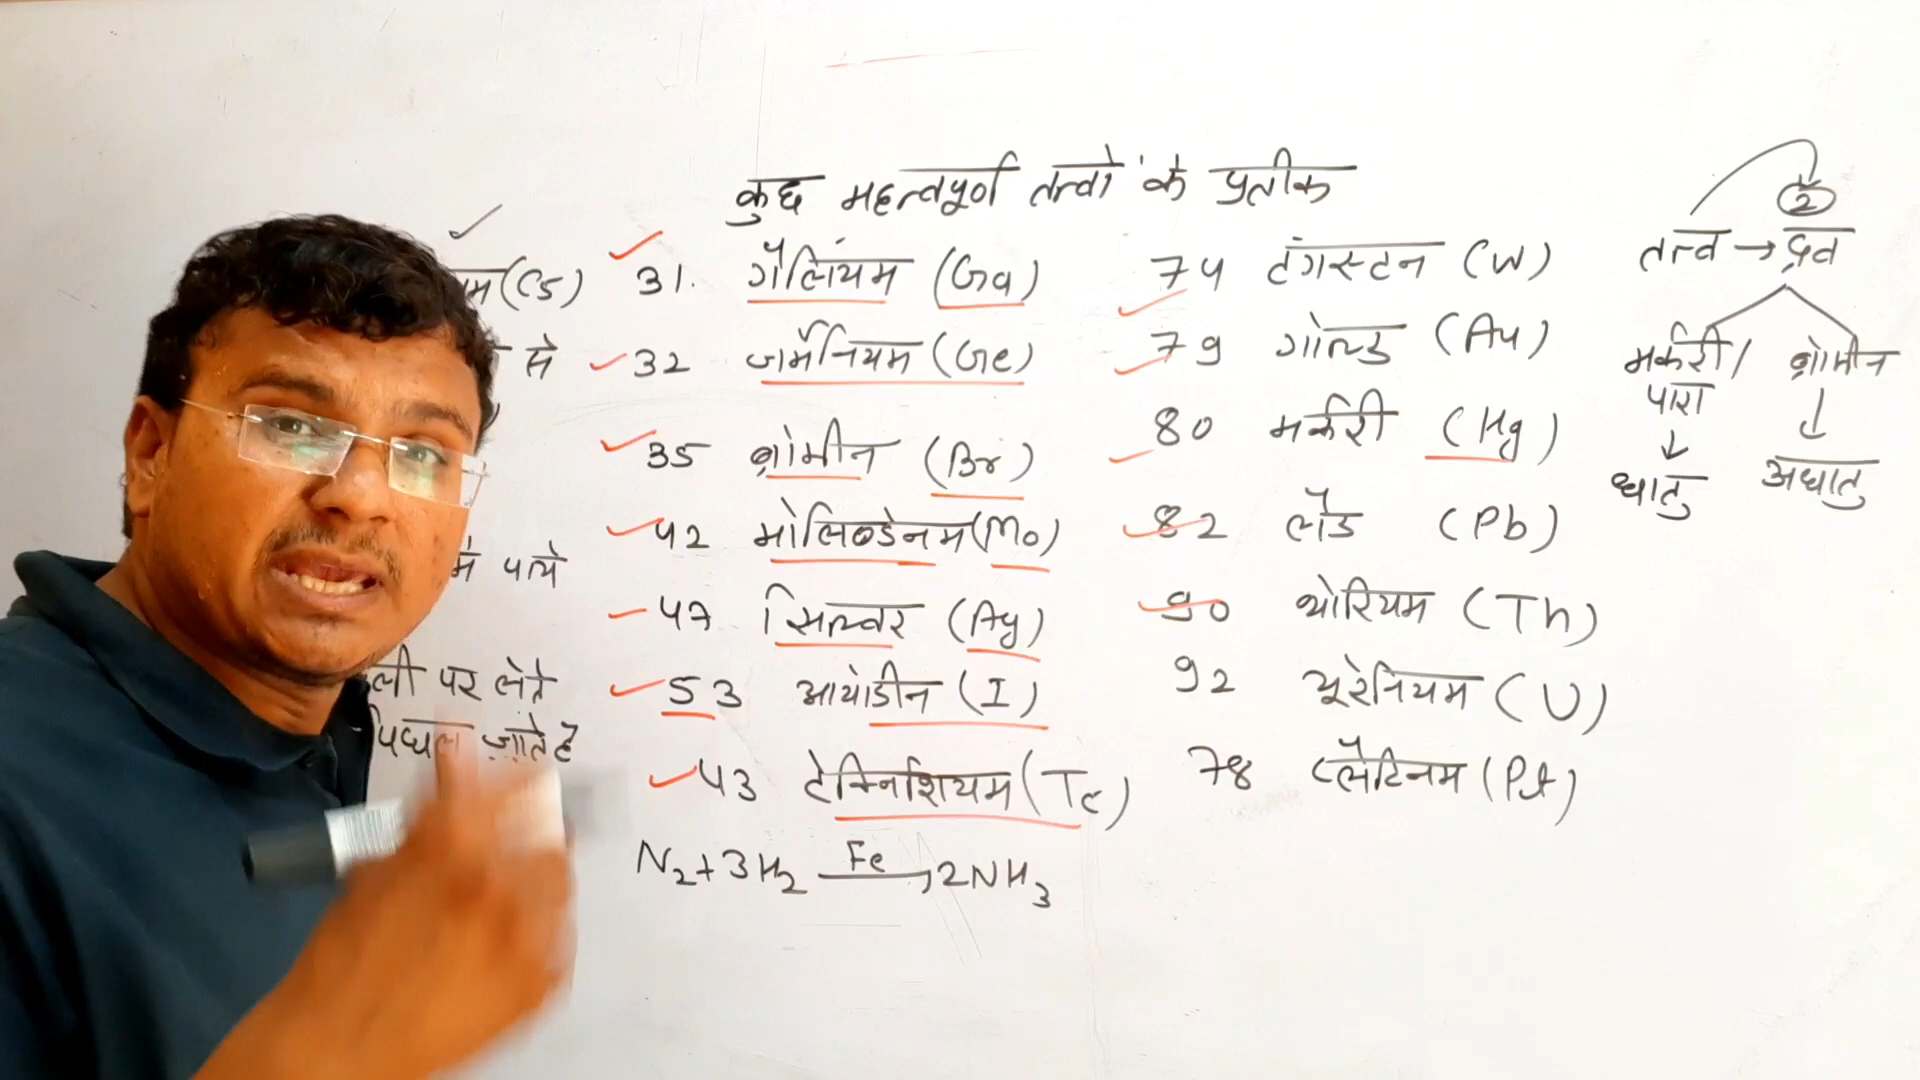 कुछ महत्वपूर्ण तत्वों के प्रतीक
(Cs)
से
में पाये
पर लेते
पिघल जाते है
31. गैलियम (Ga)
32 जर्मेनियम (Ge)
35 ब्रोमीन (Br)
42 मोलिब्डेनम (Mo)
47 सिल्वर (Ag)
53 आयोडीन (I)
43 टेक्निशियम (Tc)
N2+3H2 Fe → 2NH3
74 टंगस्टन (W)
79 गोल्ड (Au)
80 मर्करी (Hg)
82 लैड (Pb)
90 थोरियम (Th)
92 यूरेनियम (U)
78 प्लैटिनम (Pt)
2
तत्व → द्रव
मर्करी/ ब्रोमीन
पारा
धातु अधातु